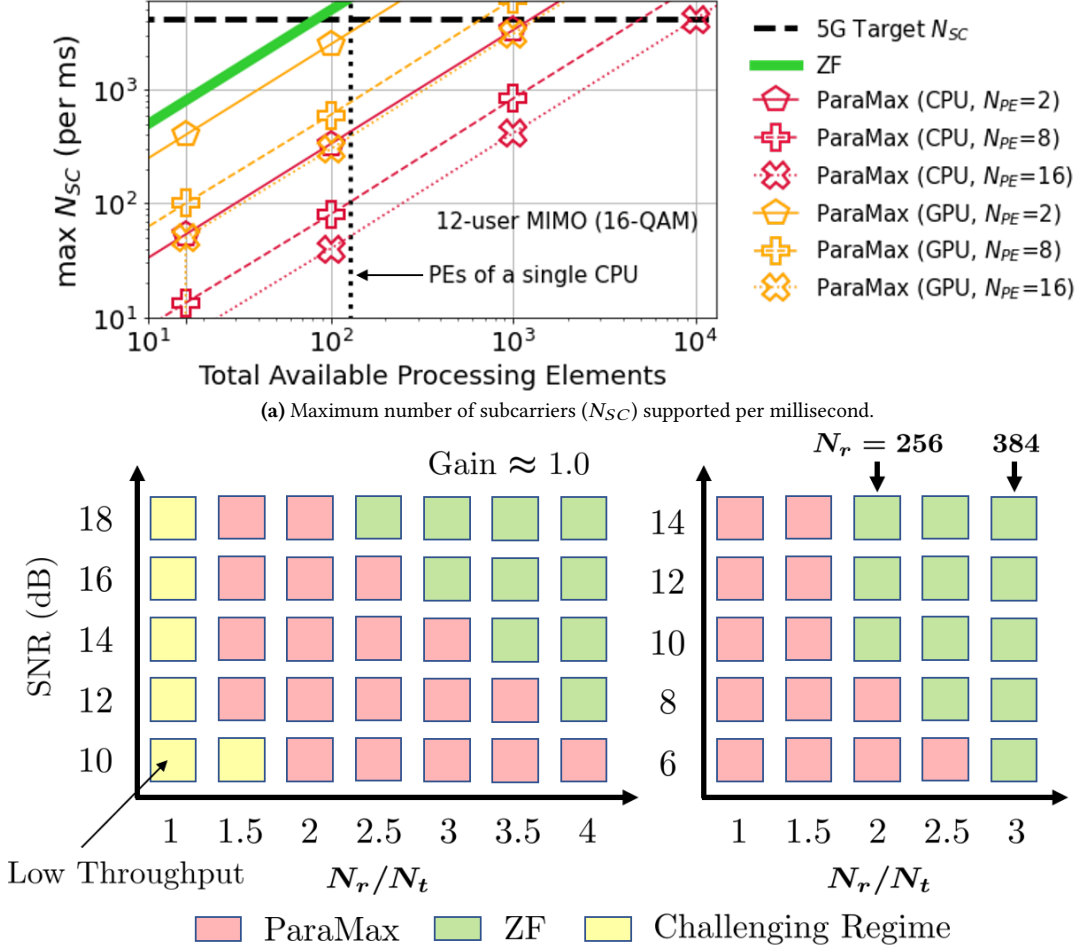 max N_SC (per ms)
10^3
10^2
10^1
10^1 10^2 10^3 10^4
Total Available Processing Elements
12-user MIMO (16-QAM)
PEs of a single CPU
5G Target N_SC
ZF
ParaMax (CPU, N_PE=2)
ParaMax (CPU, N_PE=8)
ParaMax (CPU, N_PE=16)
ParaMax (GPU, N_PE=2)
ParaMax (GPU, N_PE=8)
ParaMax (GPU, N_PE=16)
(a) Maximum number of subcarriers (N_SC) supported per millisecond.
Gain ≈ 1.0
SNR (dB)
18
16
14
12
10
1 1.5 2 2.5 3 3.5 4
Low Throughput
N_r/N_t
N_r = 256 384
14
12
10
8
6
1 1.5 2 2.5 3
N_r/N_t
ParaMax ZF Challenging Regime